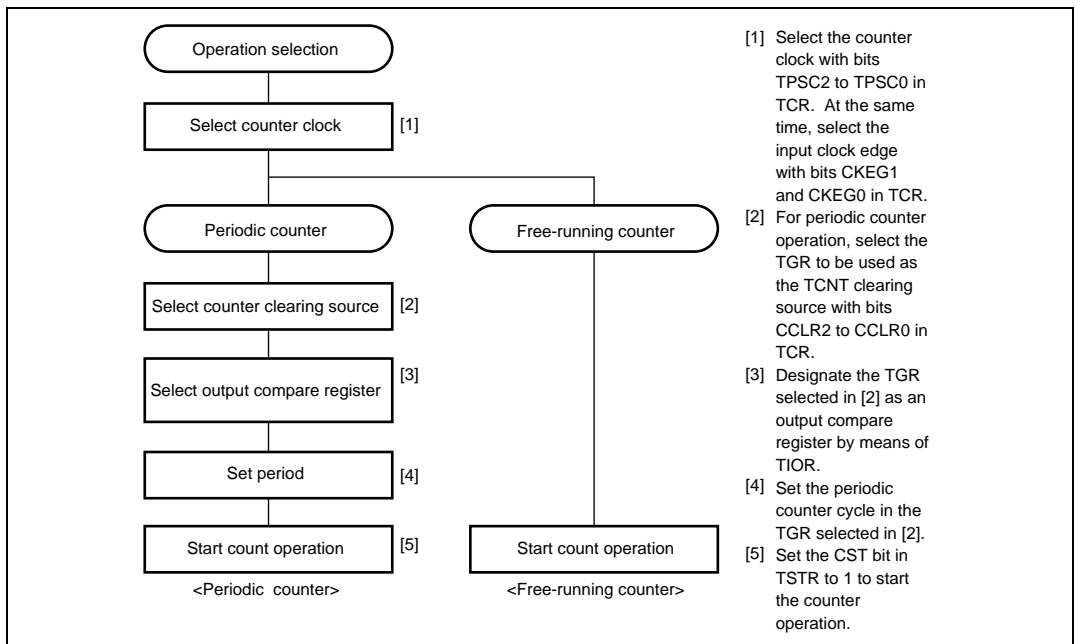 Operation selection
Select counter clock [1]
Periodic counter
Free-running counter
Select counter clearing source [2]
Select output compare register [3]
Set period [4]
Start count operation [5]
<Periodic counter>
Start count operation
<Free-running counter>
[1] Select the counter
clock with bits
TPSC2 to TPSC0 in
TCR. At the same
time, select the
input clock edge
with bits CKEG1
and CKEG0 in TCR.
[2] For periodic counter
operation, select the
TGR to be used as
the TCNT clearing
source with bits
CCLR2 to CCLR0 in
TCR.
[3] Designate the TGR
selected in [2] as an
output compare
register by means of
TIOR.
[4] Set the periodic
counter cycle in the
TGR selected in [2].
[5] Set the CST bit in
TSTR to 1 to start
the counter
operation.